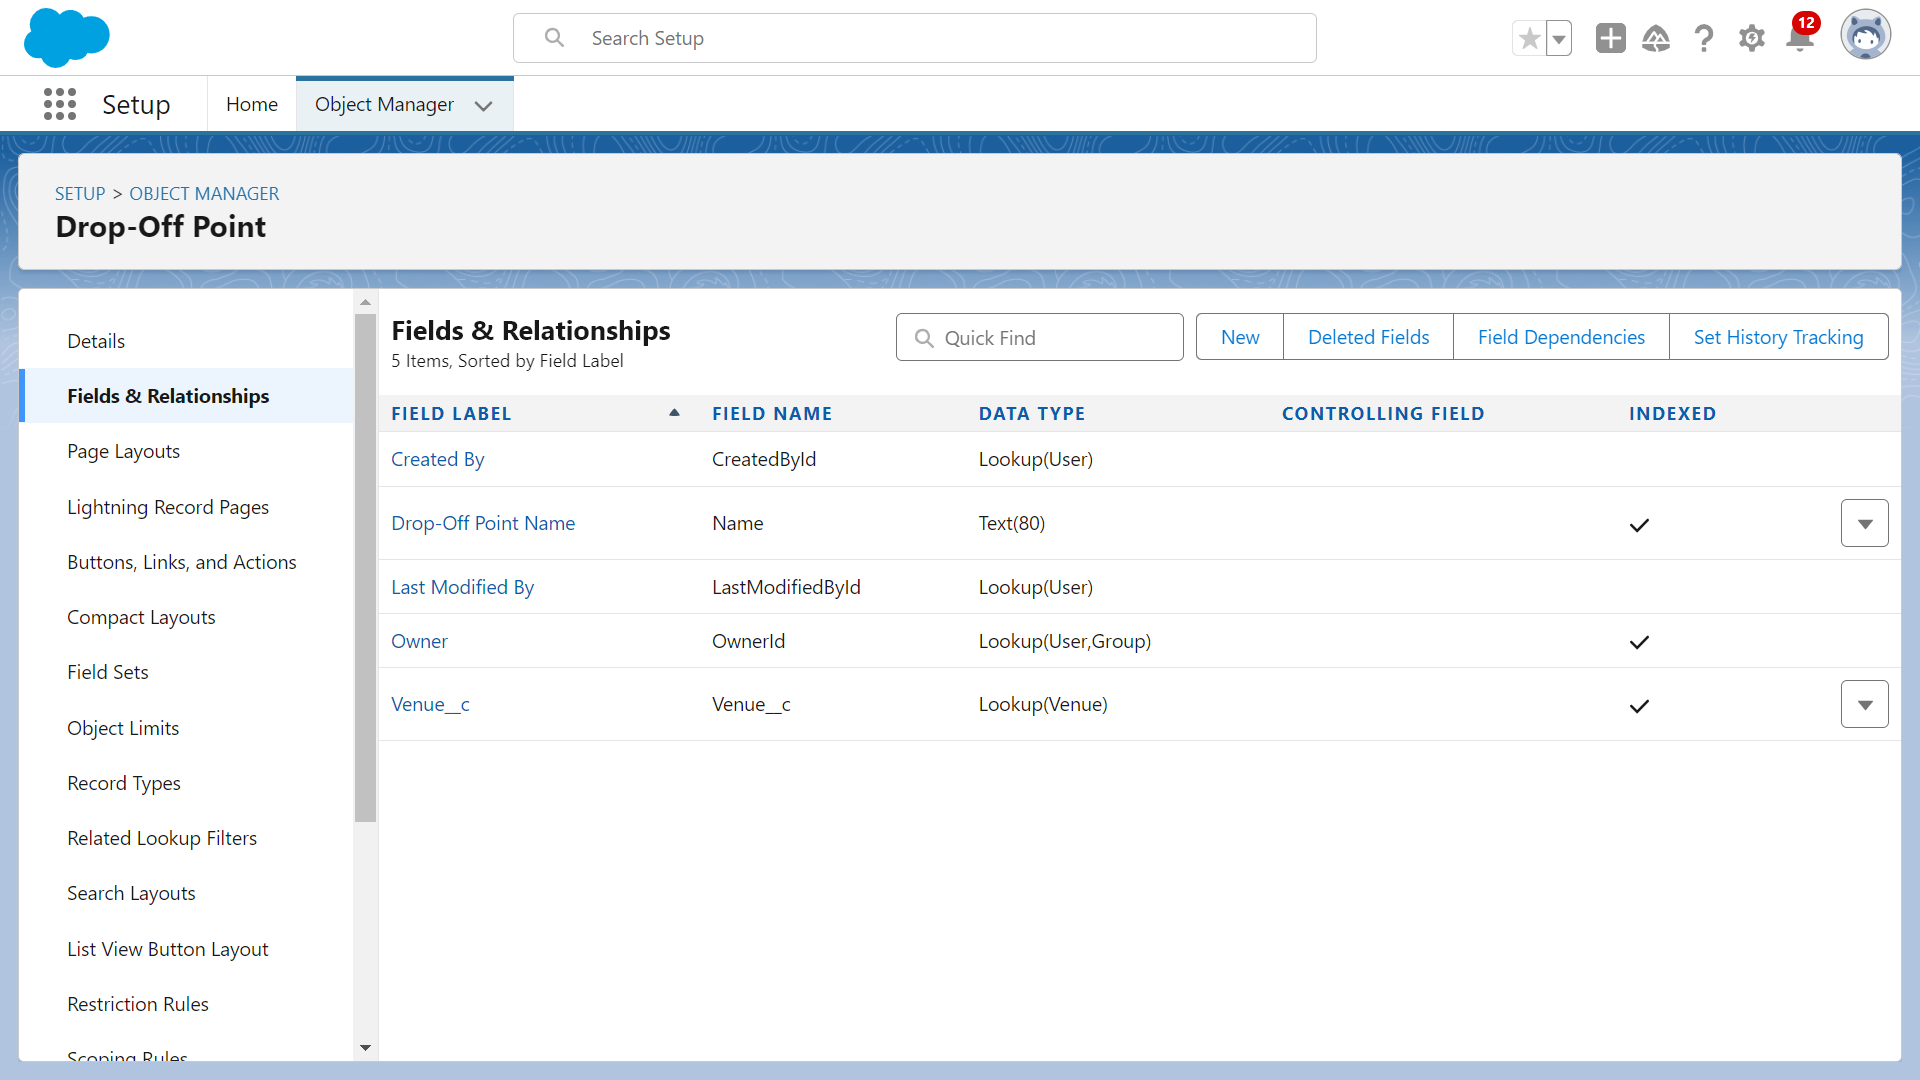 Search Setup
12
Setup
Home
Object Manager
SETUP > OBJECT MANAGER
Drop-Off Point
Details
Fields & Relationships
Page Layouts
Lightning Record Pages
Buttons, Links, and Actions
Compact Layouts
Field Sets
Object Limits
Record Types
Related Lookup Filters
Search Layouts
List View Button Layout
Restriction Rules
Scoping Rules
Fields & Relationships
5 Items, Sorted by Field Label
Quick Find
New
Deleted Fields
Field Dependencies
Set History Tracking
FIELD LABEL FIELD NAME DATA TYPE CONTROLLING FIELD INDEXED
Created By CreatedById Lookup(User)
Drop-Off Point Name Name Text(80)
Last Modified By LastModifiedById Lookup(User)
Owner OwnerId Lookup(User,Group)
Venue__c Venue__c Lookup(Venue)